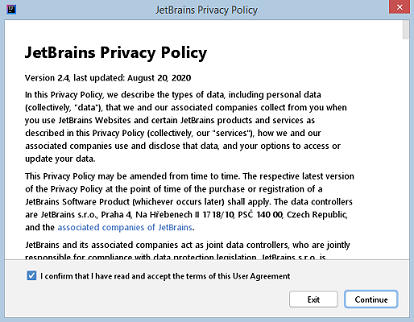 JetBrains Privacy Policy
JetBrains Privacy Policy
Version 2.4, last updated: August 20, 2020
In this Privacy Policy, we describe the types of data, including personal data
(collectively, "data"), that we and our associated companies collect from you when
you use JetBrains Websites and certain JetBrains products and services as
described in this Privacy Policy (collectively, our "services"), how we and our
associated companies use and disclose that data, and your options to access or
update your data.
This Privacy Policy may be amended from time to time. The respective latest version
of the Privacy Policy at the point of time of the purchase or registration of a
JetBrains Software Product (whichever occurs later) shall apply. The data controllers
are JetBrains s.r.o., Praha 4, Na Hřebenech II 1718/10, PSČ 140 00, Czech Republic,
and the associated companies of JetBrains.
JetBrains and its associated companies act as joint data controllers, who are jointly
responsible for compliance with data protection legislation. JetBrains s.r.o. is
I confirm that I have read and accept the terms of this User Agreement
Exit Continue